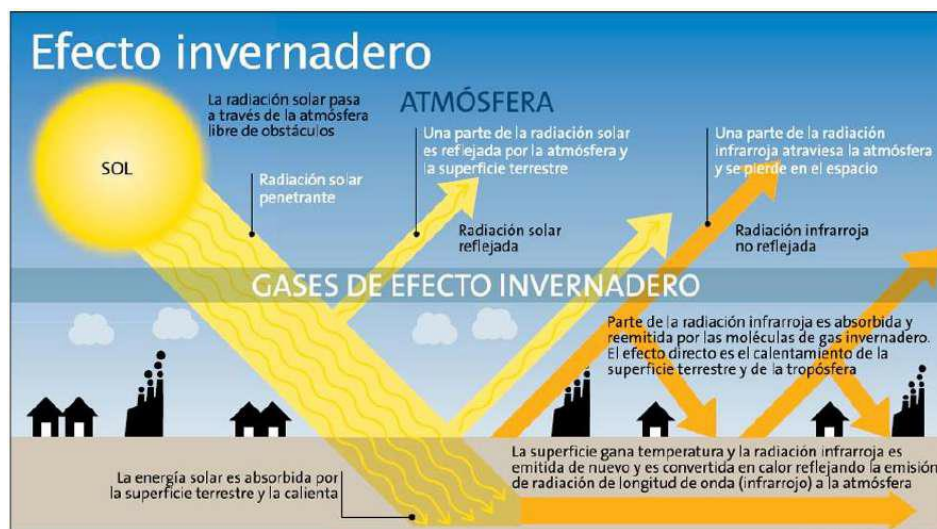 Efecto invernadero
SOL
La radiación solar pasa
a través de la atmósfera
libre de obstáculos
ATMÓSFERA
Radiación solar
penetrante
Una parte de la radiación solar
es reflejada por la atmósfera y
la superficie terrestre
Radiación solar
reflejada
Una parte de la radiación
infrarroja atraviesa la atmósfera
y se pierde en el espacio
Radiación infrarroja
no reflejada
GASES DE EFECTO INVERNADERO
Parte de la radiación infrarroja es absorbida y
reemitida por las moléculas de gas invernadero.
El efecto directo es el calentamiento de la
superficie terrestre y de la tropósfera
La energía solar es absorbida por
la superficie terrestre y la calienta
La superficie gana temperatura y la radiación infrarroja es
emitida de nuevo y es convertida en calor reflejando la emisión
de radiación de longitud de onda (infrarrojo) a la atmósfera